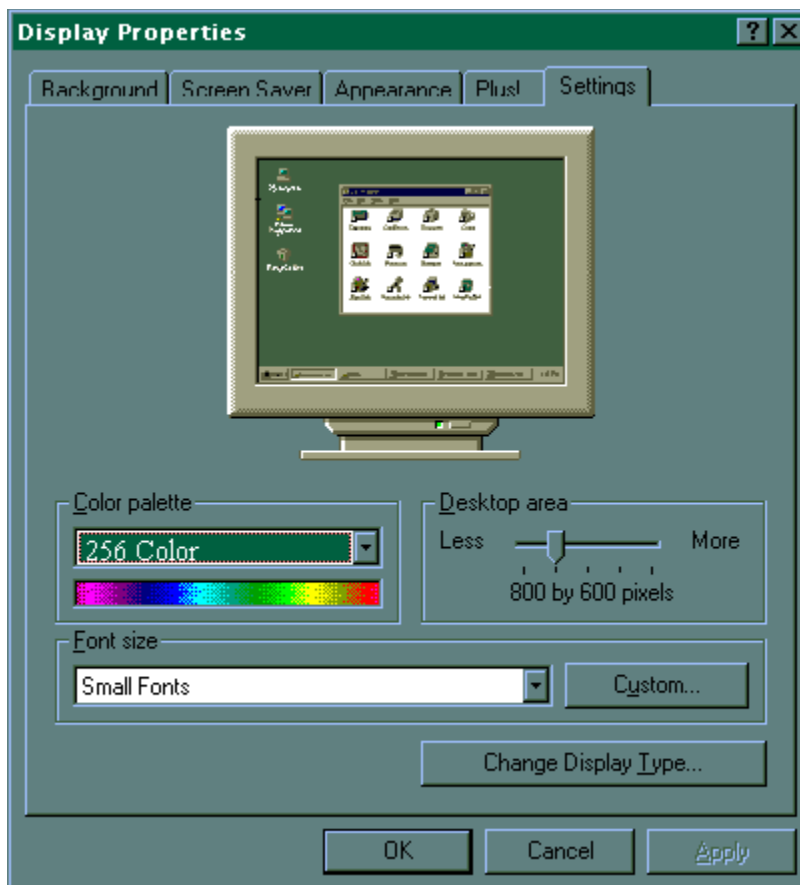 Display Properties
Background Screen Saver Appearance Plus! Settings
Color palette
256 Color
Desktop area
Less More
800 by 600 pixels
Font size
Small Fonts
Custom...
Change Display Type...
OK Cancel Apply